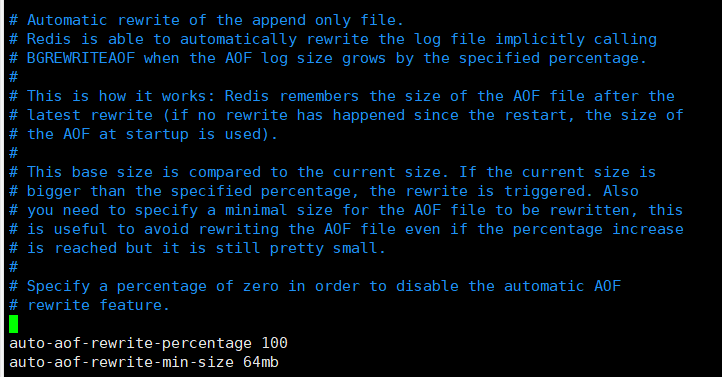 # Automatic rewrite of the append only file.
# Redis is able to automatically rewrite the log file implicitly calling
# BGREWRITEAOF when the AOF log size grows by the specified percentage.
#
# This is how it works: Redis remembers the size of the AOF file after the
# latest rewrite (if no rewrite has happened since the restart, the size of
# the AOF at startup is used).
#
# This base size is compared to the current size. If the current size is
# bigger than the specified percentage, the rewrite is triggered. Also
# you need to specify a minimal size for the AOF file to be rewritten, this
# is useful to avoid rewriting the AOF file even if the percentage increase
# is reached but it is still pretty small.
#
# Specify a percentage of zero in order to disable the automatic AOF
# rewrite feature.
auto-aof-rewrite-percentage 100
auto-aof-rewrite-min-size 64mb